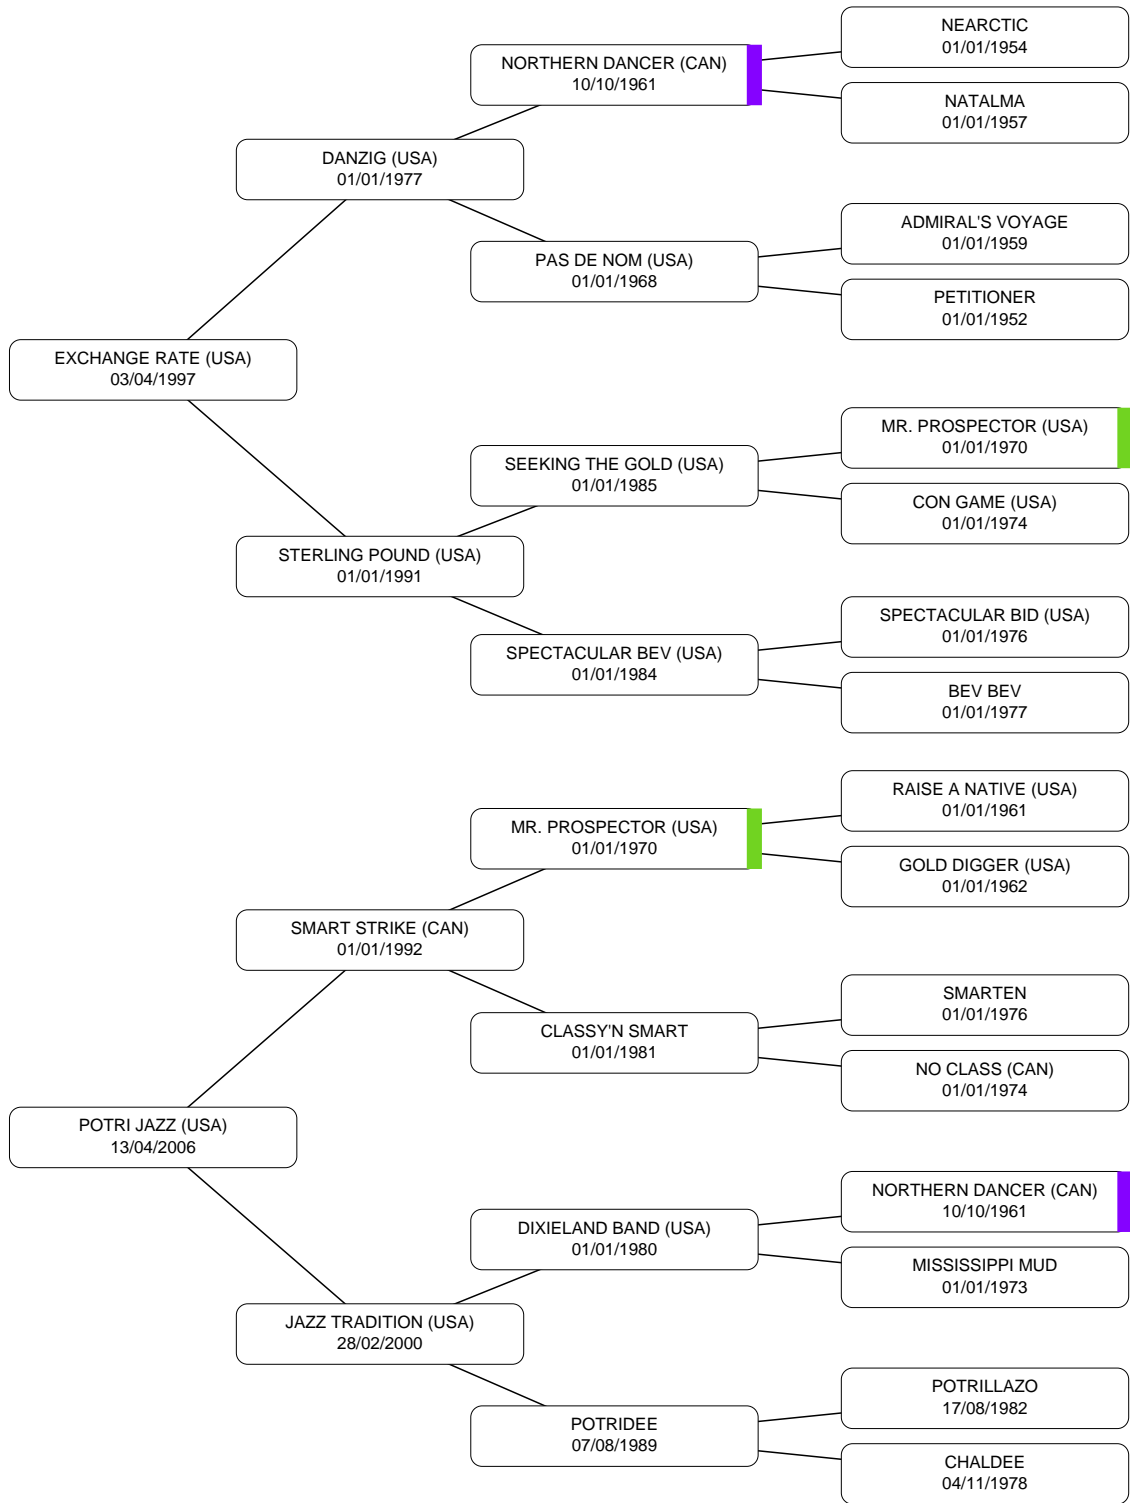 NEARCTIC
01/01/1954
NORTHERN DANCER (CAN)
10/10/1961
NATALMA
01/01/1957
DANZIG (USA)
01/01/1977
ADMIRAL'S VOYAGE
01/01/1959
PAS DE NOM (USA)
01/01/1968
PETITIONER
01/01/1952
EXCHANGE RATE (USA)
03/04/1997
MR. PROSPECTOR (USA)
01/01/1970
SEEKING THE GOLD (USA)
01/01/1985
CON GAME (USA)
01/01/1974
STERLING POUND (USA)
01/01/1991
SPECTACULAR BID (USA)
01/01/1976
SPECTACULAR BEV (USA)
01/01/1984
BEV BEV
01/01/1977
RAISE A NATIVE (USA)
01/01/1961
MR. PROSPECTOR (USA)
01/01/1970
GOLD DIGGER (USA)
01/01/1962
SMART STRIKE (CAN)
01/01/1992
SMARTEN
01/01/1976
CLASSY'N SMART
01/01/1981
NO CLASS (CAN)
01/01/1974
POTRI JAZZ (USA)
13/04/2006
NORTHERN DANCER (CAN)
10/10/1961
DIXIELAND BAND (USA)
01/01/1980
MISSISSIPPI MUD
01/01/1973
JAZZ TRADITION (USA)
28/02/2000
POTRILLAZO
17/08/1982
POTRIDEE
07/08/1989
CHALDEE
04/11/1978